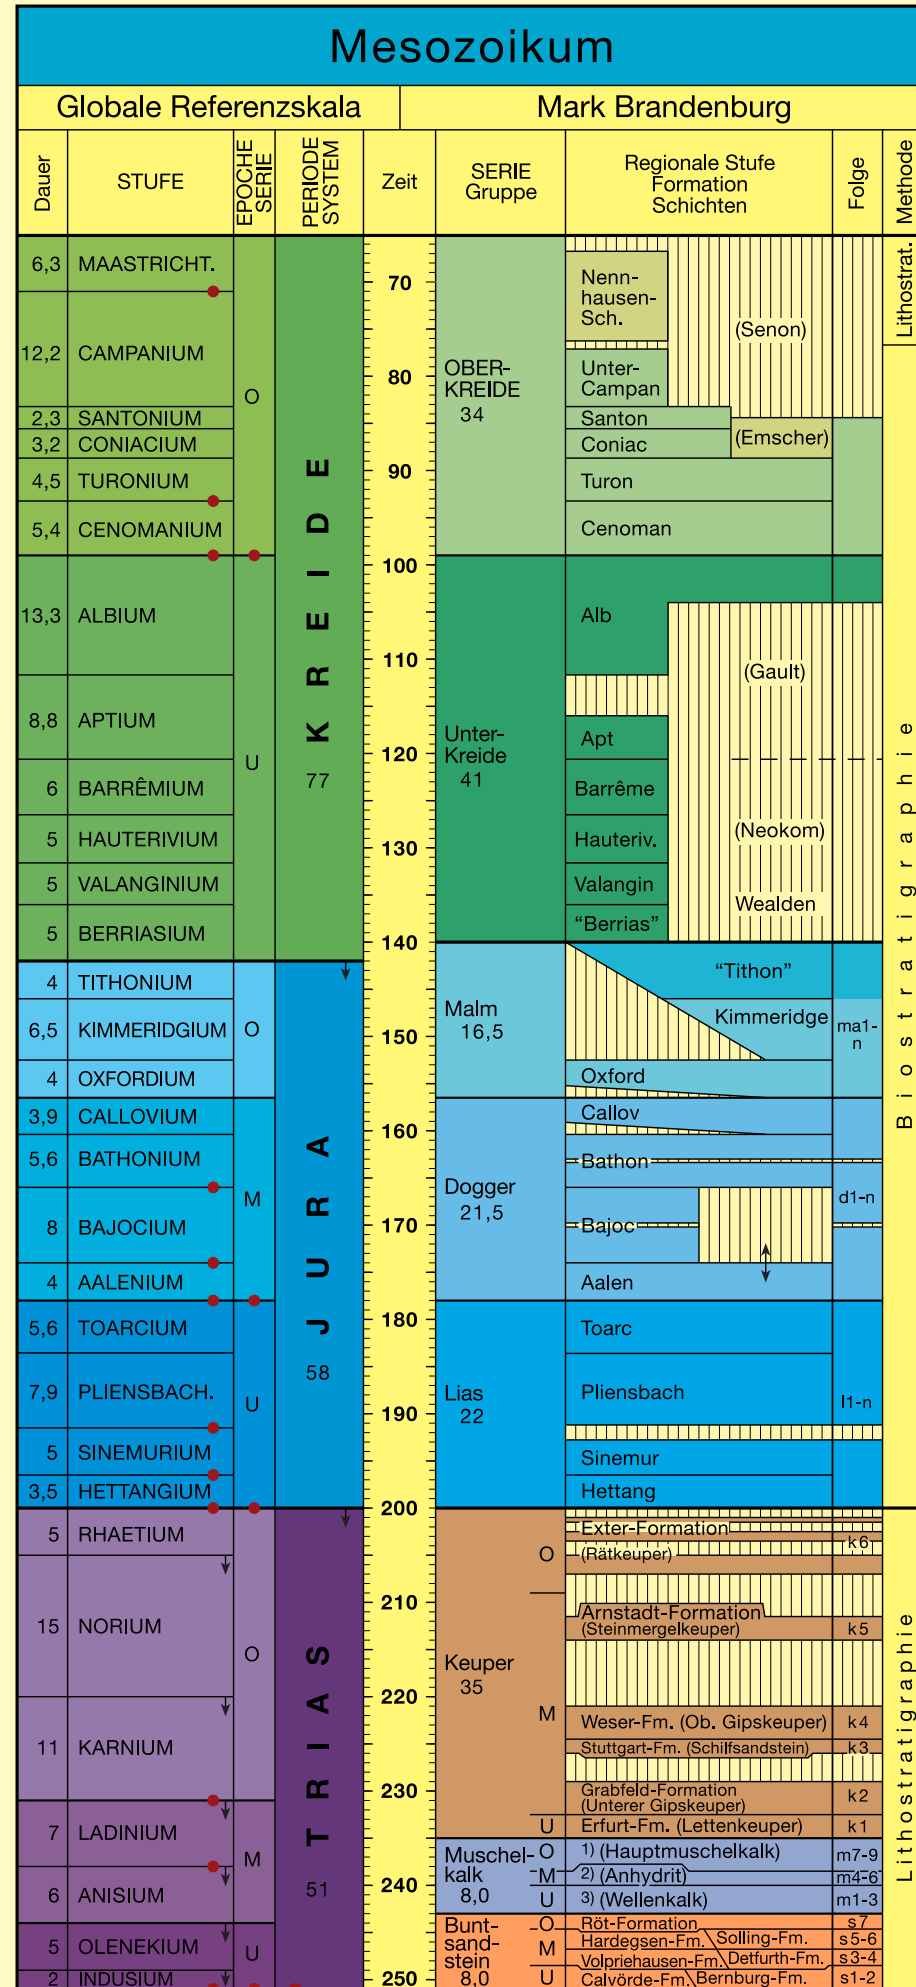 Mesozoikum
Globale Referenzskala
Mark Brandenburg
Dauer
STUFE
EPOCHE
SERIE
PERIODE
SYSTEM
Zeit
SERIE
Gruppe
Regionale Stufe
Formation
Schichten
Folge
Methode
6,3 MAASTRICHT.
12,2 CAMPANIUM
2,3 SANTONIUM
3,2 CONIACIUM
4,5 TURONIUM
5,4 CENOMANIUM
13,3 ALBIUM
8,8 APTIUM
6 BARRÊMIUM
5 HAUTERIVIUM
5 VALANGINIUM
5 BERRIASIUM
4 TITHONIUM
6,5 KIMMERIDGIUM
4 OXFORDIUM
3,9 CALLOVIUM
5,6 BATHONIUM
8 BAJOCIUM
4 AALENIUM
5,6 TOARCIUM
7,9 PLIENSBACH.
5 SINEMURIUM
3,5 HETTANGIUM
5 RHAETIUM
15 NORIUM
11 KARNIUM
7 LADINIUM
6 ANISIUM
5 OLENEKIUM
2 INDUSIUM
O
U
O
M
U
O
M
U
KREIDE
77
JURA
58
TRIAS
51
70
80
90
100
110
120
130
140
150
160
170
180
190
200
210
220
230
240
250
OBER-
KREIDE
34
Unter-
Kreide
41
Malm
16,5
Dogger
21,5
Lias
22
Keuper
35
O
M
U
Muschel-
kalk
8,0
O
M
U
Bunt-
sand-
stein
8,0
O
M
U
Nenn-
hausen-
Sch.
(Senon)
Unter-
Campan
Santon
Coniac
(Emscher)
Turon
Cenoman
Alb
(Gault)
Apt
Barrême
Hauteriv.
(Neokom)
Valangin
Wealden
“Berrias”
“Tithon”
Kimmeridge
Oxford
Callov
Bathon
Bajoc
Aalen
Toarc
Pliensbach
Sinemur
Hettang
Exter-Formation
(Rätkeuper)
Arnstadt-Formation
(Steinmergelkeuper)
Weser-Fm. (Ob. Gipskeuper)
Stuttgart-Fm. (Schilfsandstein)
Grabfeld-Formation
(Unterer Gipskeuper)
Erfurt-Fm. (Lettenkeuper)
1) (Hauptmuschelkalk)
2) (Anhydrit)
3) (Wellenkalk)
Röt-Formation
Hardegsen-Fm. Solling-Fm.
Volpriehausen-Fm. Detfurth-Fm.
Calvörde-Fm. Bernburg-Fm.
ma1-
n
d1-n
l1-n
k6
k5
k4
k3
k2
k1
m7-9
m4-6
m1-3
s7
s5-6
s3-4
s1-2
Lithostrat.
Biostratigraphie
Lithostratigraphie